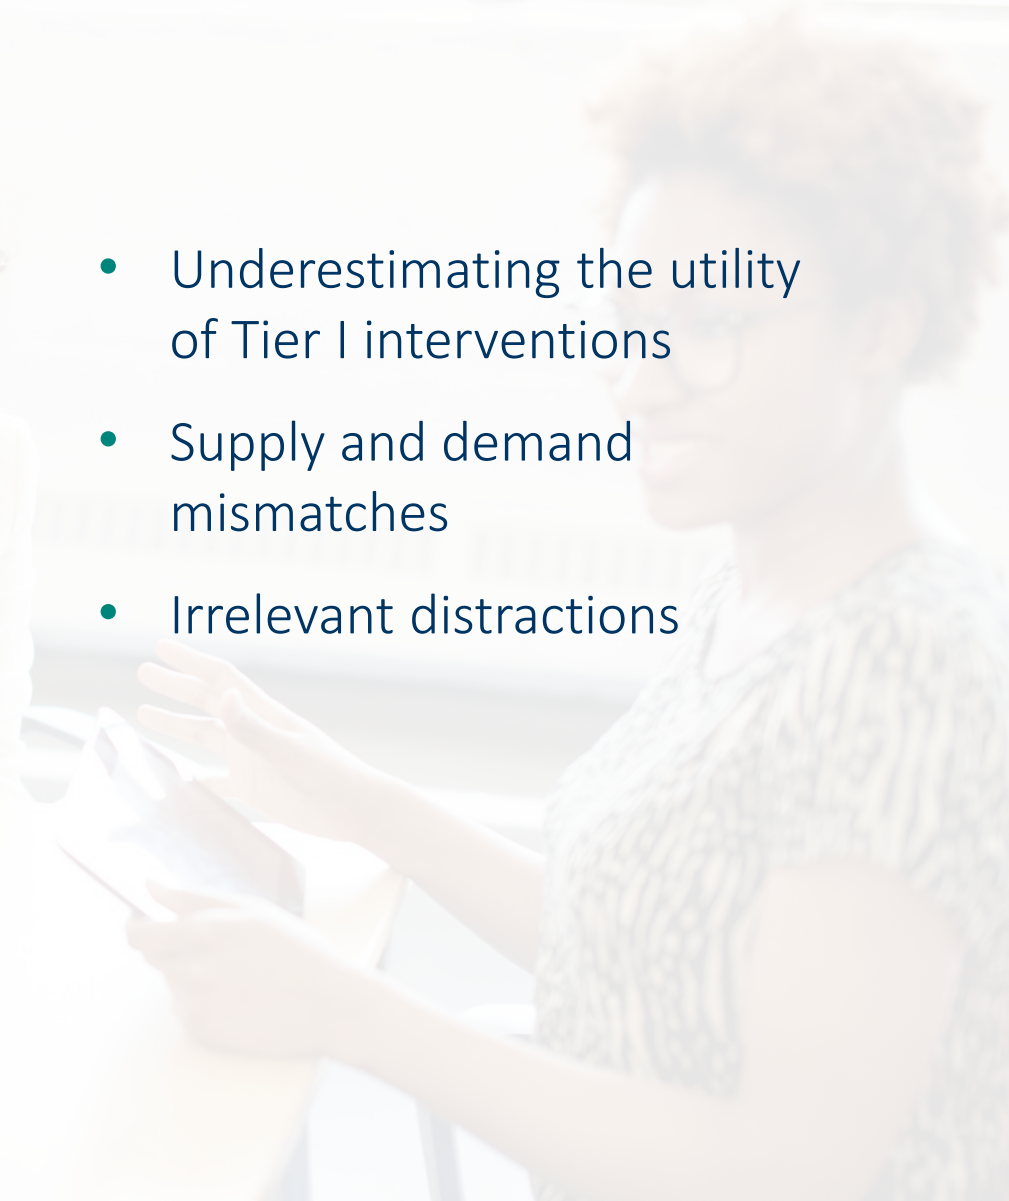 • Underestimating the utility
of Tier I interventions
• Supply and demand
mismatches
• Irrelevant distractions